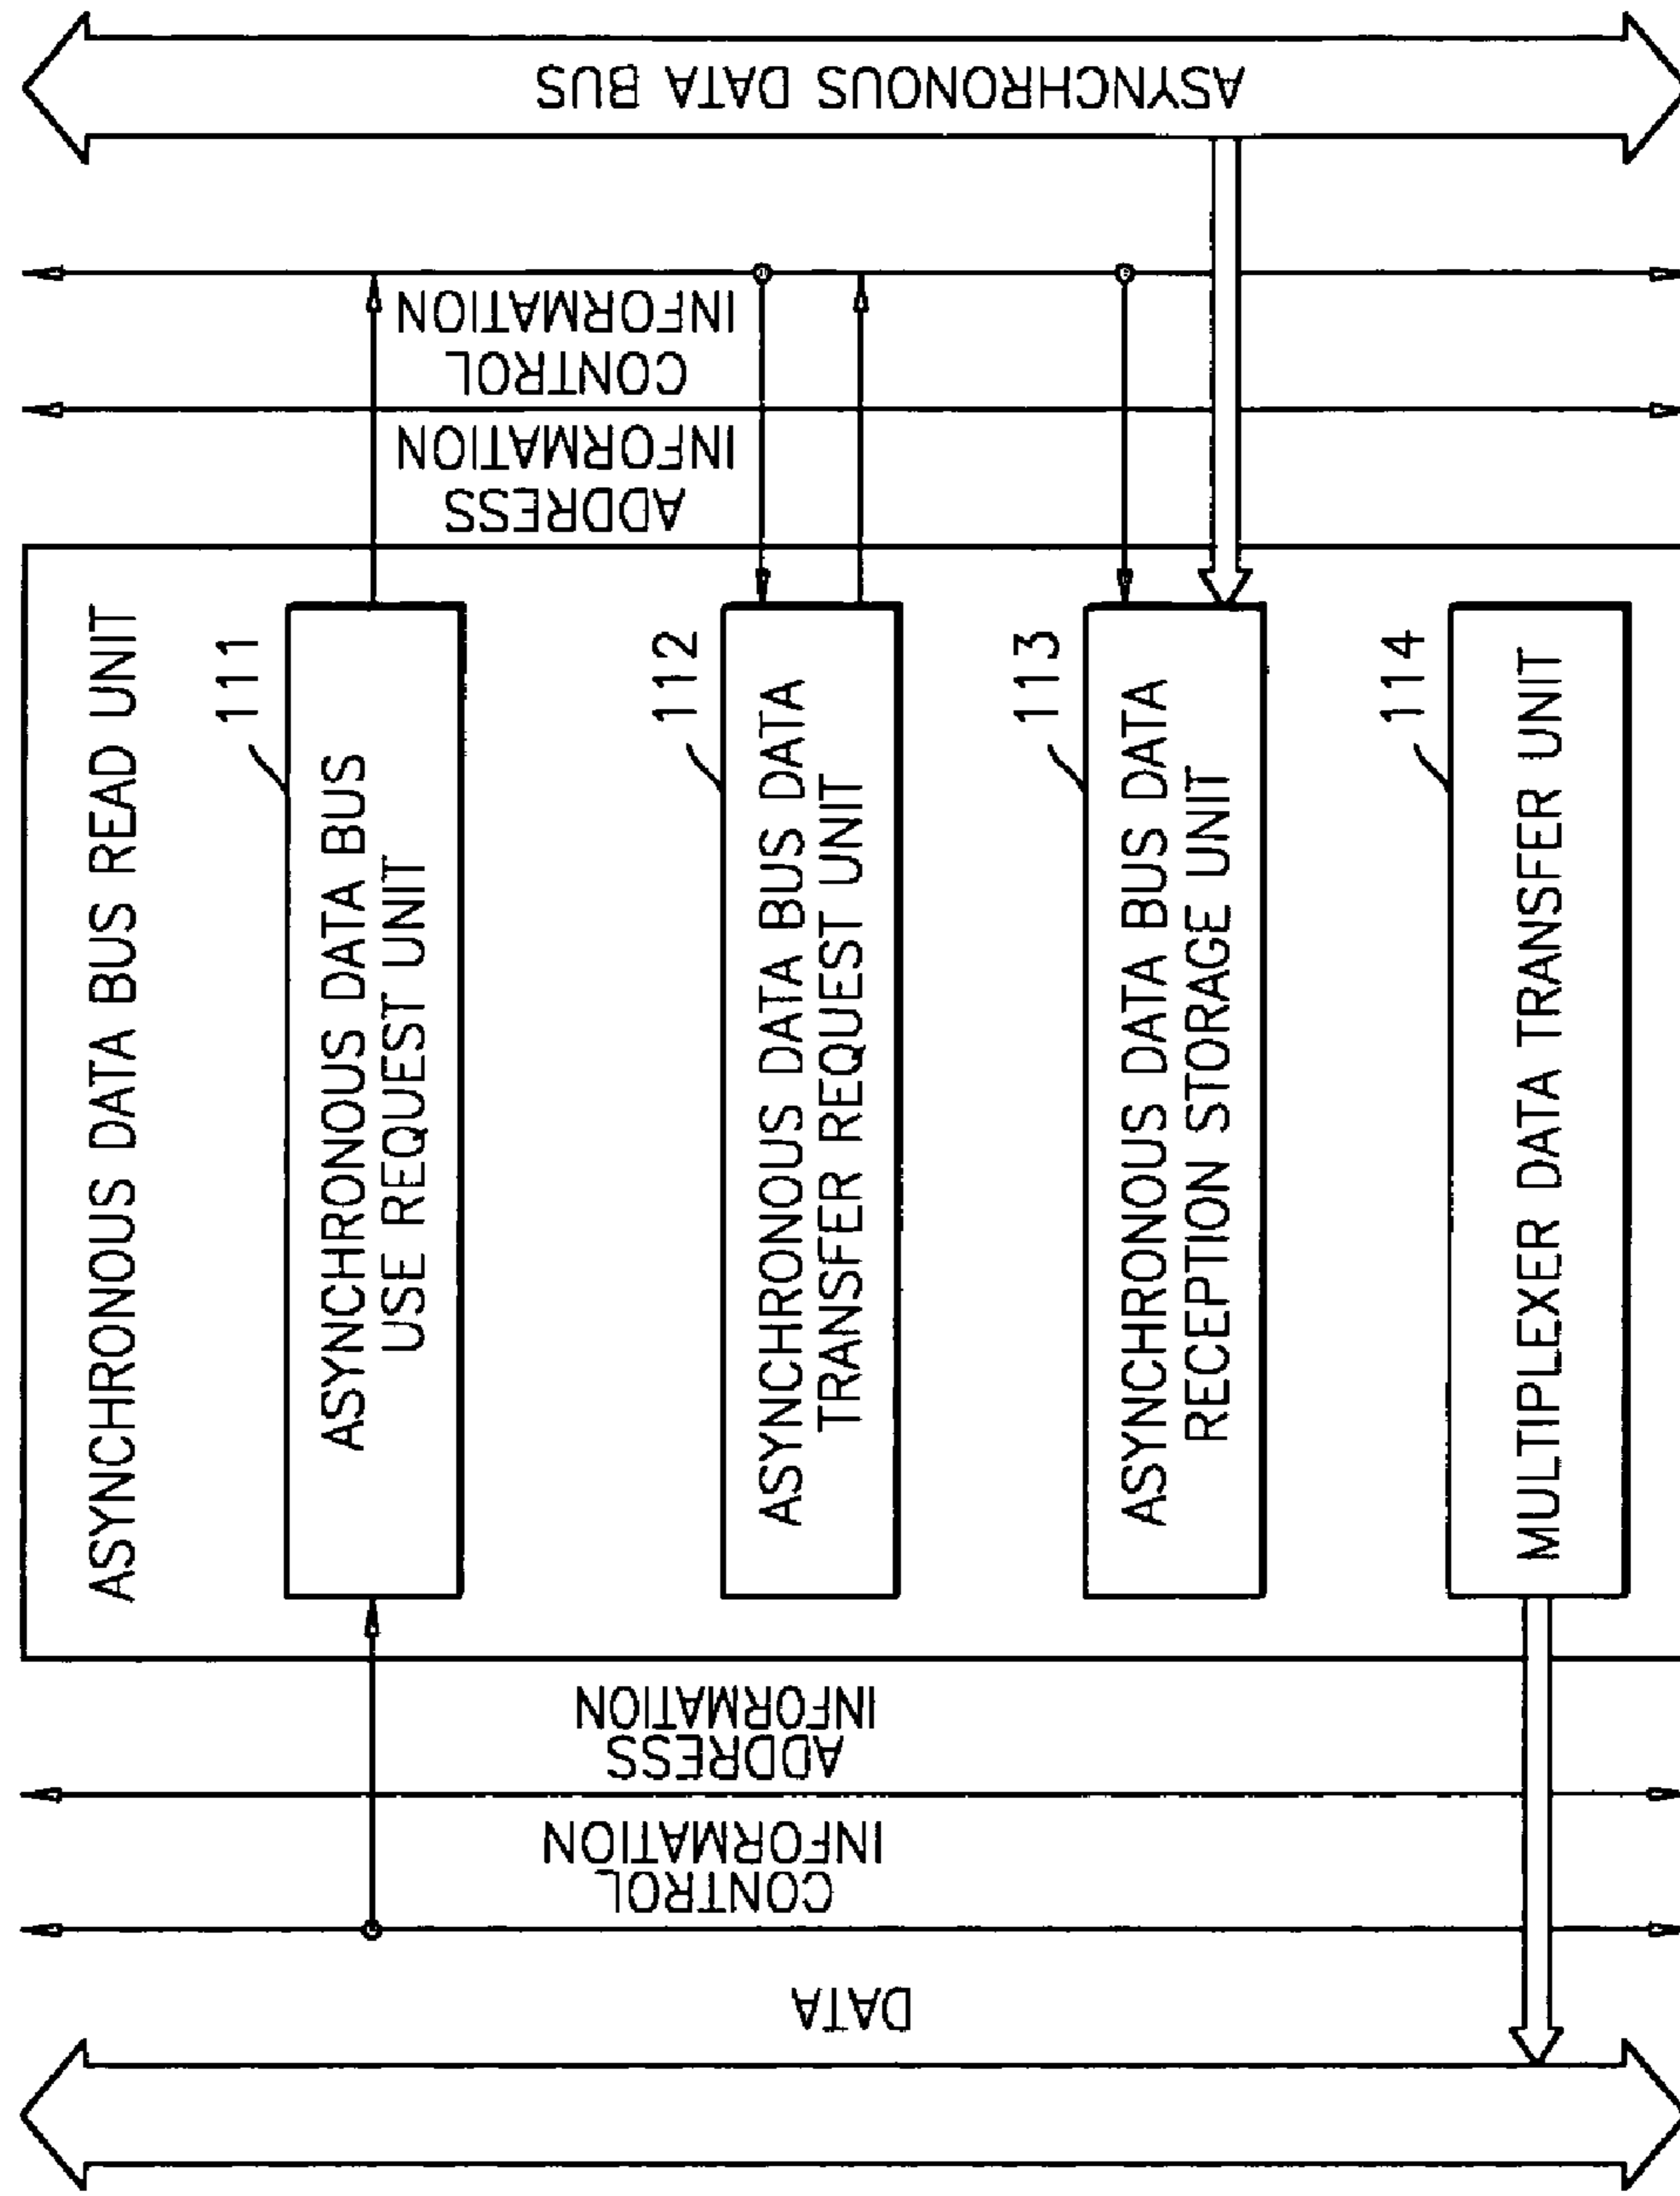 ASYNCHRONOUS DATA BUS READ UNIT
111
ASYNCHRONOUS DATA BUS
USE REQUEST UNIT
112
ASYNCHRONOUS DATA BUS DATA
TRANSFER REQUEST UNIT
113
ASYNCHRONOUS DATA BUS DATA
RECEPTION STORAGE UNIT
114
MULTIPLEXER DATA TRANSFER UNIT
ASYNCHRONOUS DATA BUS
CONTROL
INFORMATION
ADDRESS
INFORMATION
ADDRESS
INFORMATION
CONTROL
INFORMATION
DATA